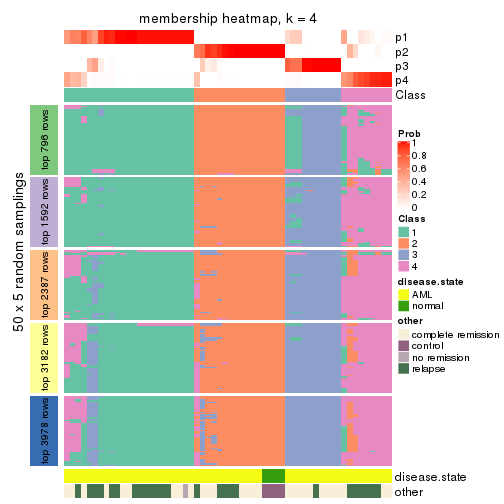 membership heatmap, k = 4
p1
p2
p3
p4
Class
50 x 5 random samplings
top 796 rows
top 1592 rows
top 2387 rows
top 3182 rows
top 3978 rows
disease.state
other
Prob
1
0.8
0.6
0.4
0.2
0
Class
1
2
3
4
disease.state
AML
normal
other
complete remission
control
no remission
relapse